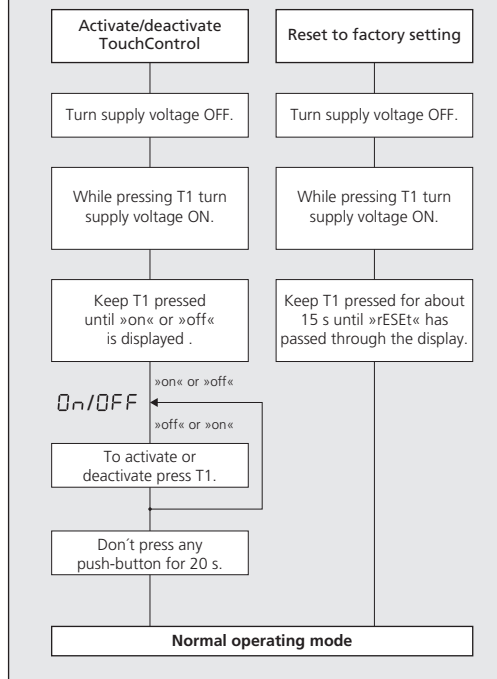 Activate/deactivate
TouchControl
Turn supply voltage OFF.
While pressing T1 turn
supply voltage ON.
Keep T1 pressed
until »on« or »off«
is displayed .
»on« or »off«
On/OFF
»off« or »on«
To activate or
deactivate press T1.
Don´t press any
push-button for 20 s.
Reset to factory setting
Turn supply voltage OFF.
While pressing T1 turn
supply voltage ON.
Keep T1 pressed for about
15 s until »rESEt« has
passed through the display.
Normal operating mode